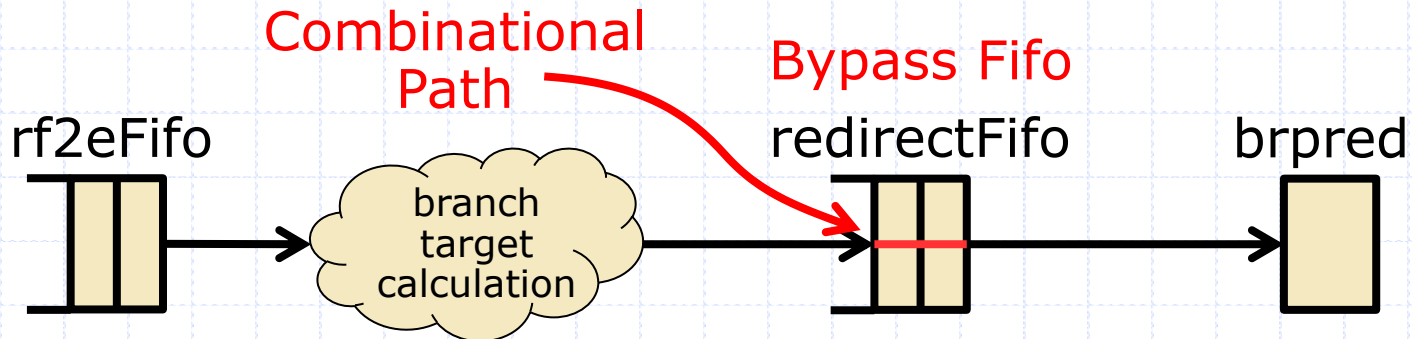 Combinational
Path
Bypass Fifo
rf2eFifo
redirectFifo
brpred
branch
target
calculation